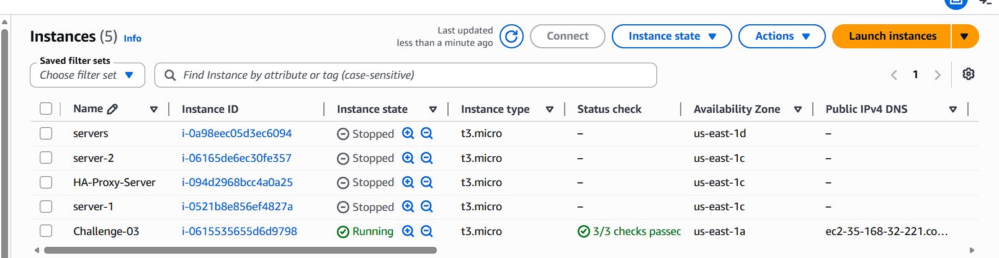 Instances (5) Info
Last updated
less than a minute ago
Connect
Instance state
Actions
Launch instances
Saved filter sets
Choose filter set
Find Instance by attribute or tag (case-sensitive)
1
Name Instance ID Instance state Instance type Status check Availability Zone Public IPv4 DNS
servers i-0a98eec05d3ec6094 Stopped t3.micro – us-east-1d –
server-2 i-06165de6ec30fe357 Stopped t3.micro – us-east-1c –
HA-Proxy-Server i-094d2968bcc4a0a25 Stopped t3.micro – us-east-1c –
server-1 i-0521b8e856ef4827a Stopped t3.micro – us-east-1c –
Challenge-03 i-0615535655d6d9798 Running t3.micro 3/3 checks passed us-east-1a ec2-35-168-32-221.co...